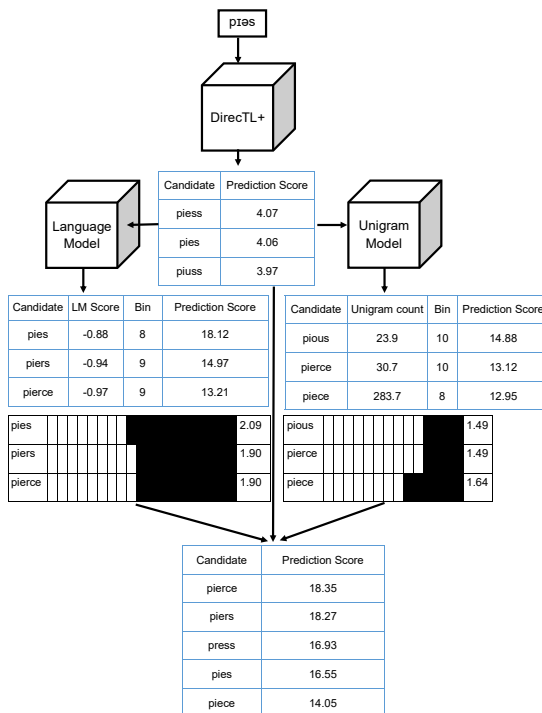 pɪəs
DirecTL+
Candidate Prediction Score
piess 4.07
pies 4.06
piuss 3.97
Language
Model
Unigram
Model
Candidate LM Score Bin Prediction Score
pies -0.88 8 18.12
piers -0.94 9 14.97
pierce -0.97 9 13.21
Candidate Unigram count Bin Prediction Score
pious 23.9 10 14.88
pierce 30.7 10 13.12
piece 283.7 8 12.95
pies 2.09
piers 1.90
pierce 1.90
pious 1.49
pierce 1.49
piece 1.64
Candidate Prediction Score
pierce 18.35
piers 18.27
press 16.93
pies 16.55
piece 14.05